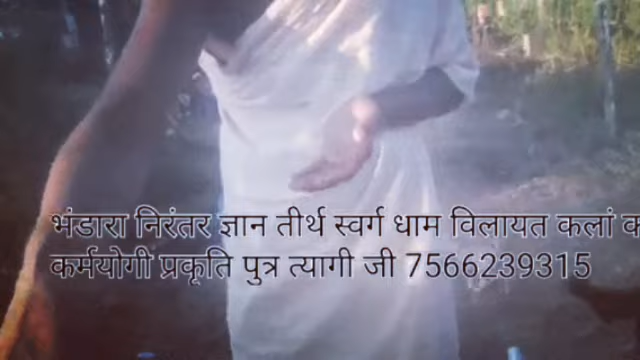 भंडारा निरंतर ज्ञान तीर्थ स्वर्ग धाम विलायत कलां
कर्मयोगी प्रकृति पुत्र त्यागी जी 7566239315